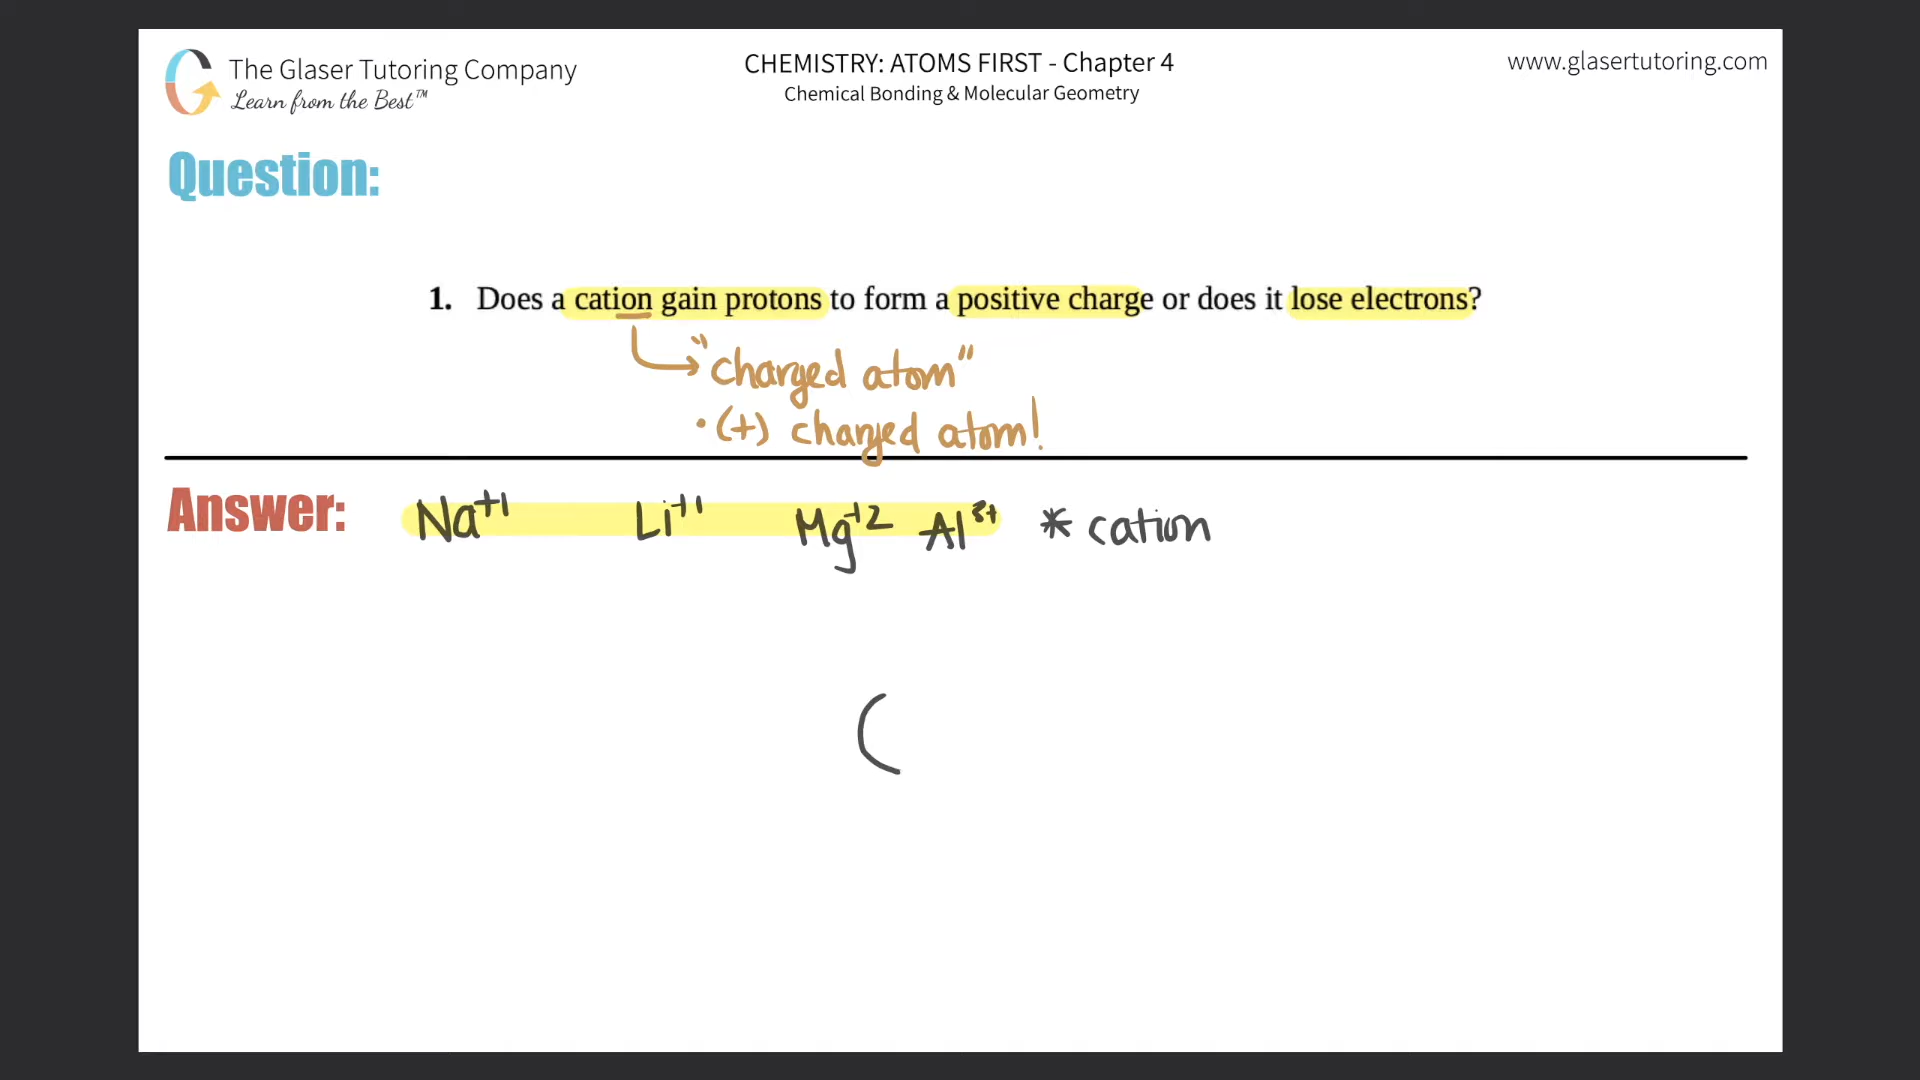 The Glaser Tutoring Company
Learn from the Best™
CHEMISTRY: ATOMS FIRST - Chapter 4
Chemical Bonding & Molecular Geometry
www.glasertutoring.com
Question:
1. Does a cation gain protons to form a positive charge or does it lose electrons?
"charged atom"
• (+) charged atom!
Answer:
Na+1 Li+1 Mg+2 Al3+ * cation
(